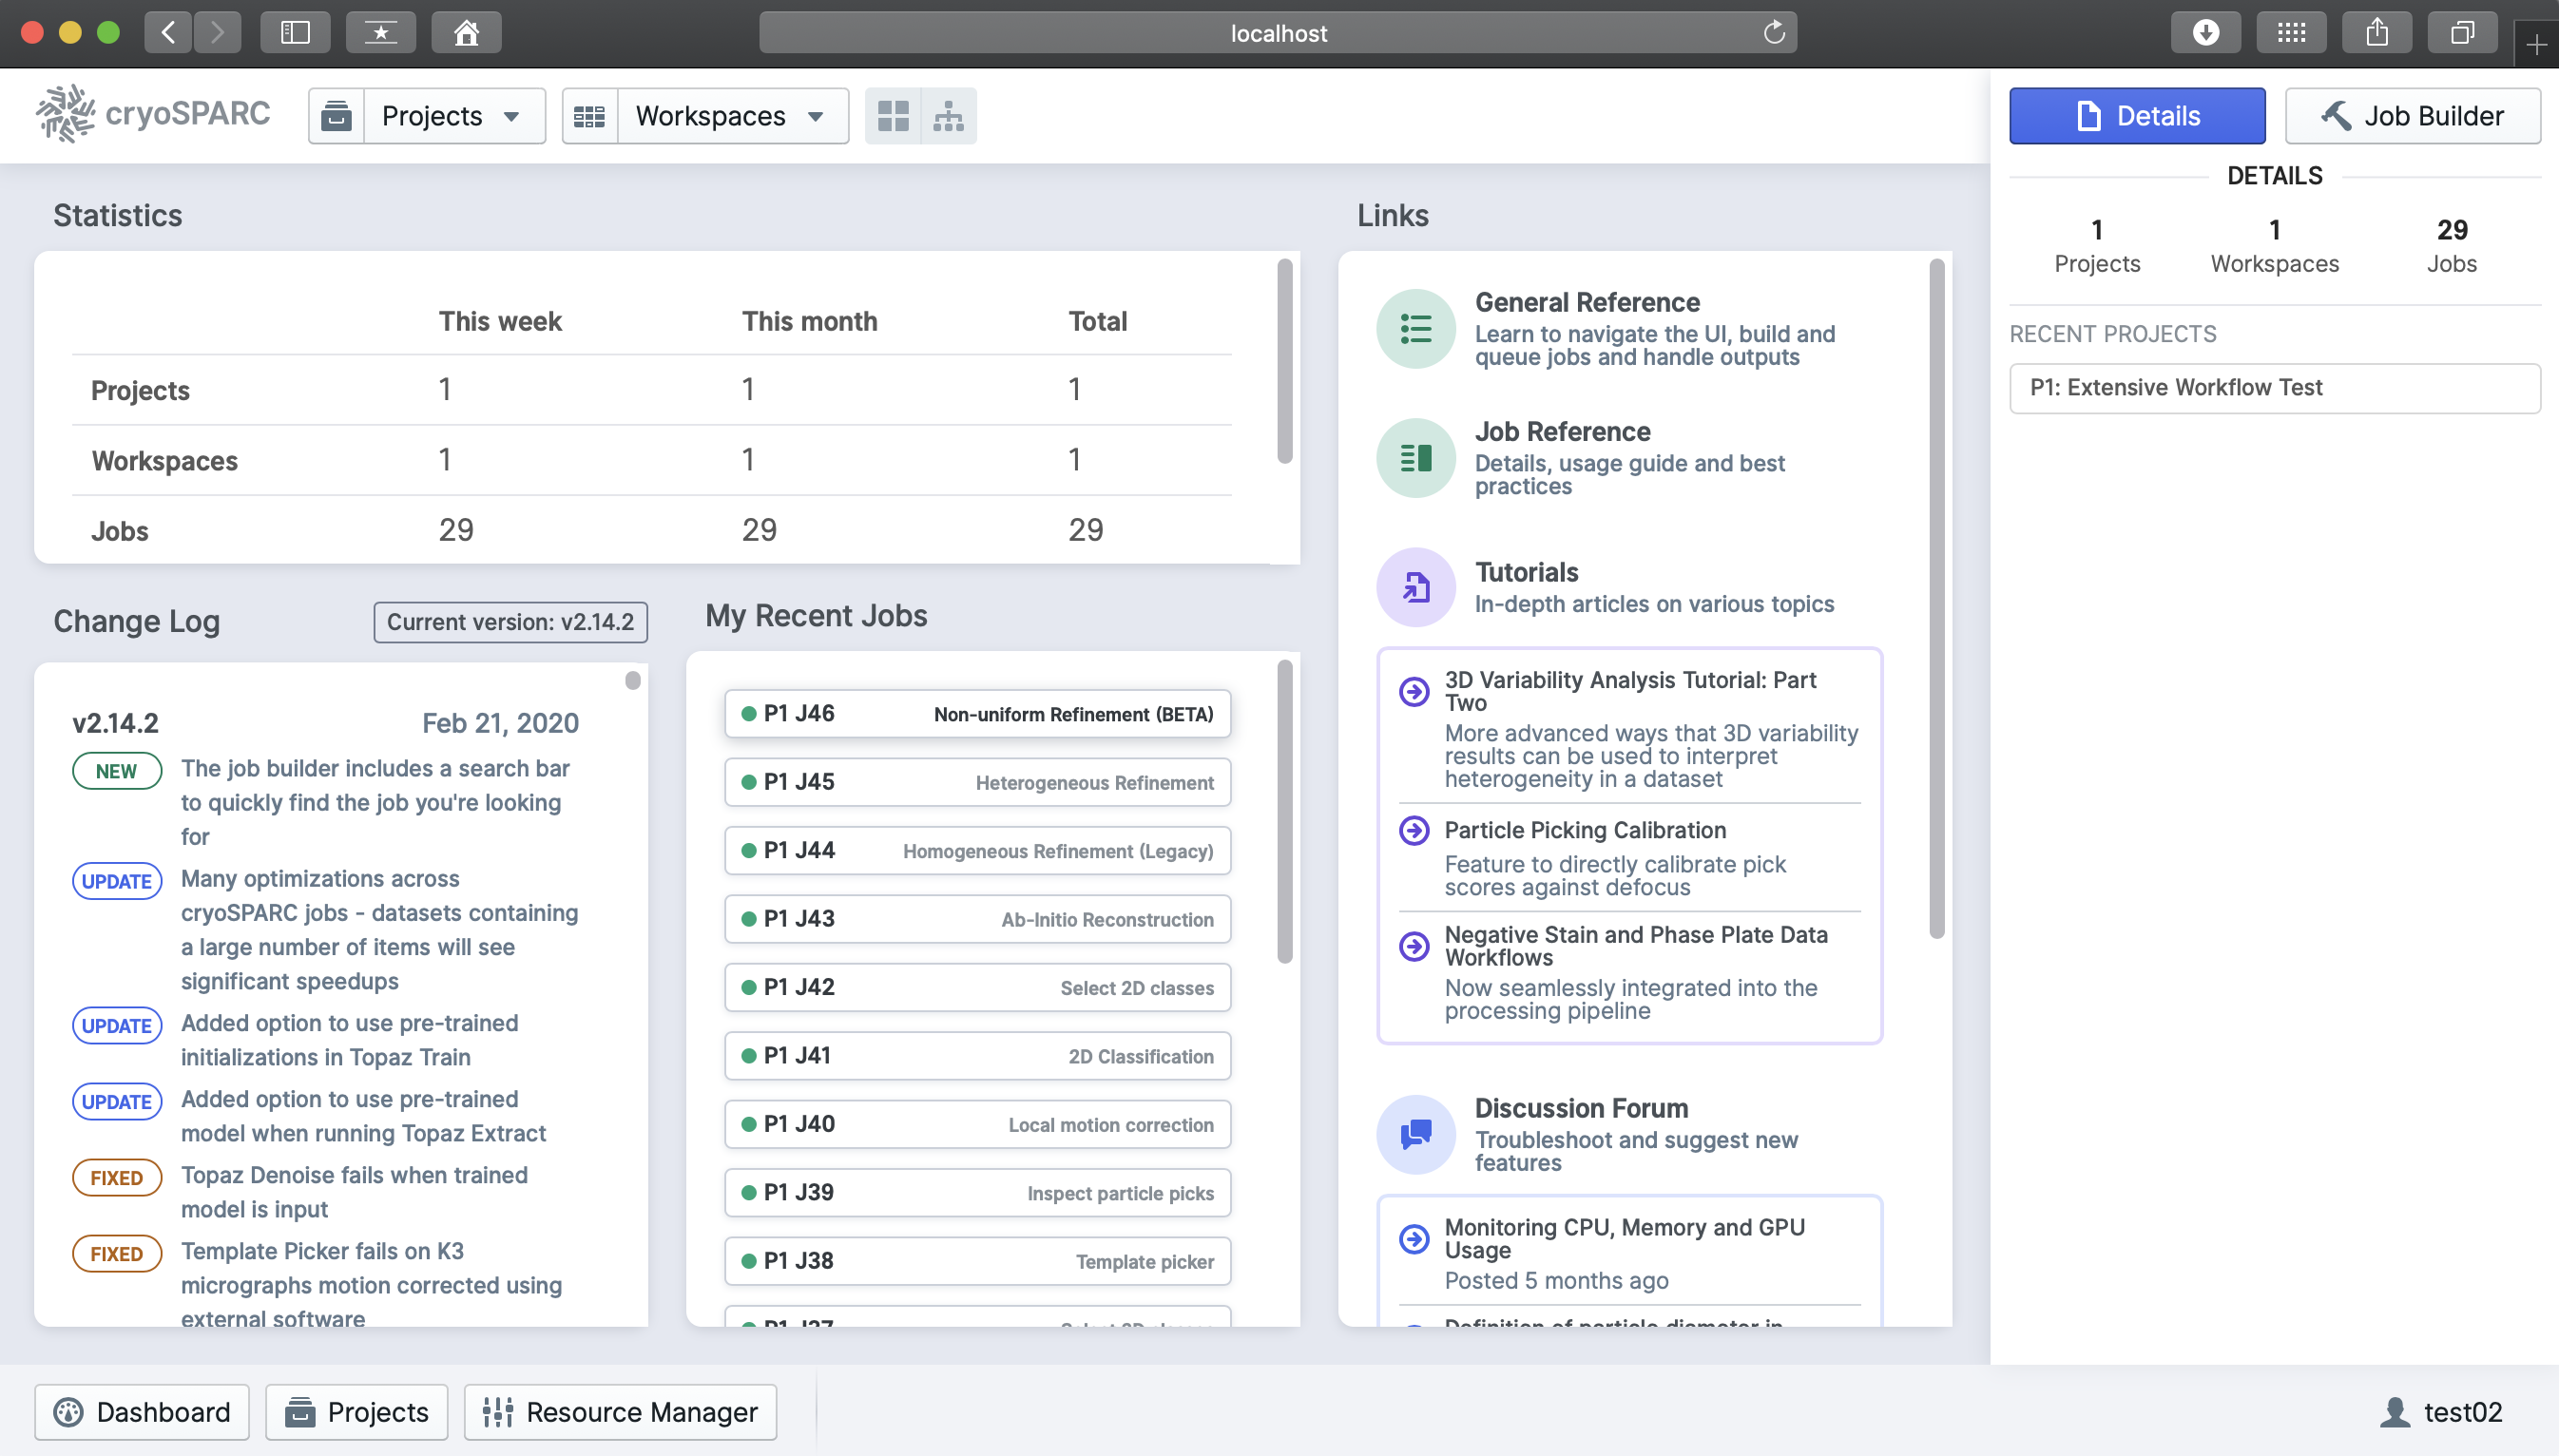 localhost
cryoSPARC
Projects
Workspaces
Details
Job Builder
Statistics
This week This month Total
Projects 1 1 1
Workspaces 1 1 1
Jobs 29 29 29
Change Log
Current version: v2.14.2
v2.14.2 Feb 21, 2020
NEW The job builder includes a search bar
to quickly find the job you're looking
for
UPDATE Many optimizations across
cryoSPARC jobs - datasets containing
a large number of items will see
significant speedups
UPDATE Added option to use pre-trained
initializations in Topaz Train
UPDATE Added option to use pre-trained
model when running Topaz Extract
FIXED Topaz Denoise fails when trained
model is input
FIXED Template Picker fails on K3
micrographs motion corrected using
external software
My Recent Jobs
P1 J46 Non-uniform Refinement (BETA)
P1 J45 Heterogeneous Refinement
P1 J44 Homogeneous Refinement (Legacy)
P1 J43 Ab-Initio Reconstruction
P1 J42 Select 2D classes
P1 J41 2D Classification
P1 J40 Local motion correction
P1 J39 Inspect particle picks
P1 J38 Template picker
P1 J37 Select 2D classes
Links
General Reference
Learn to navigate the UI, build and
queue jobs and handle outputs
Job Reference
Details, usage guide and best
practices
Tutorials
In-depth articles on various topics
3D Variability Analysis Tutorial: Part
Two
More advanced ways that 3D variability
results can be used to interpret
heterogeneity in a dataset
Particle Picking Calibration
Feature to directly calibrate pick
scores against defocus
Negative Stain and Phase Plate Data
Workflows
Now seamlessly integrated into the
processing pipeline
Discussion Forum
Troubleshoot and suggest new
features
Monitoring CPU, Memory and GPU
Usage
Posted 5 months ago
Definition of particle diameter in
DETAILS
1 1 29
Projects Workspaces Jobs
RECENT PROJECTS
P1: Extensive Workflow Test
Dashboard
Projects
Resource Manager
test02